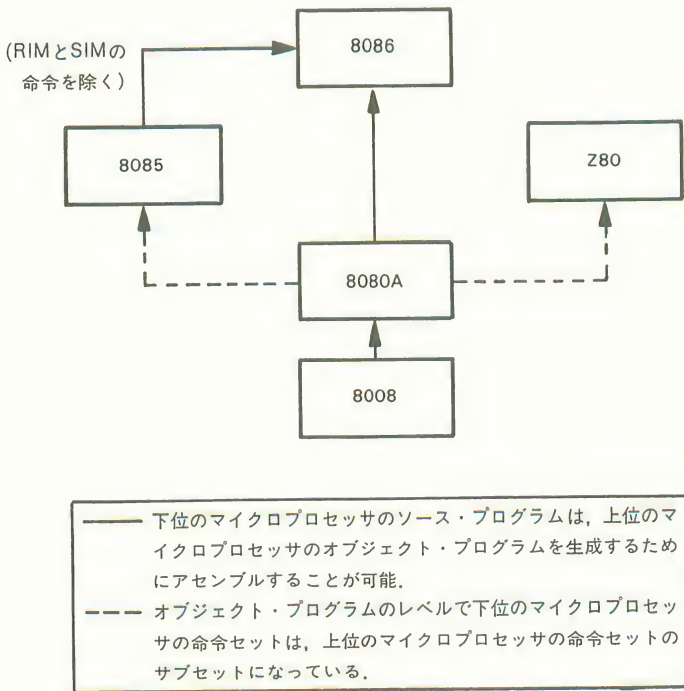 8086
(RIMとSIMの
命令を除く)
8085
Z80
8080A
8008
下位のマイクロプロセッサのソース・プログラムは，上位のマ
イクロプロセッサのオブジェクト・プログラムを生成するため
にアセンブルすることが可能．
オブジェクト・プログラムのレベルで下位のマイクロプロセッ
サの命令セットは，上位のマイクロプロセッサの命令セットの
サブセットになっている．